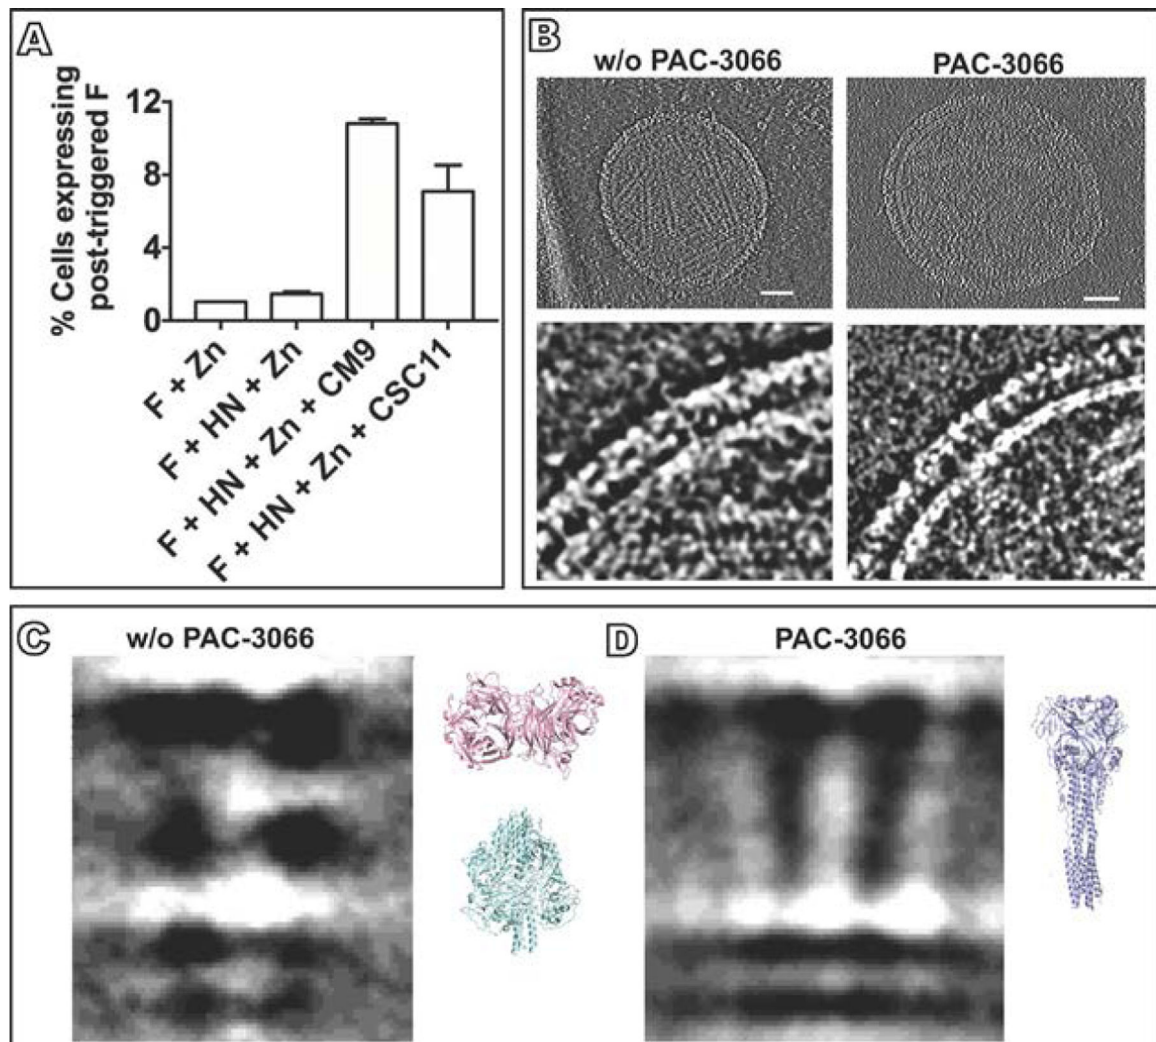 A
% Cells expressing
post-triggered F
12
8
4
0
F + Zn
F + HN + Zn
F + HN + Zn + CM9
F + HN + Zn + CSC11
B
w/o PAC-3066
PAC-3066
C
w/o PAC-3066
D
PAC-3066